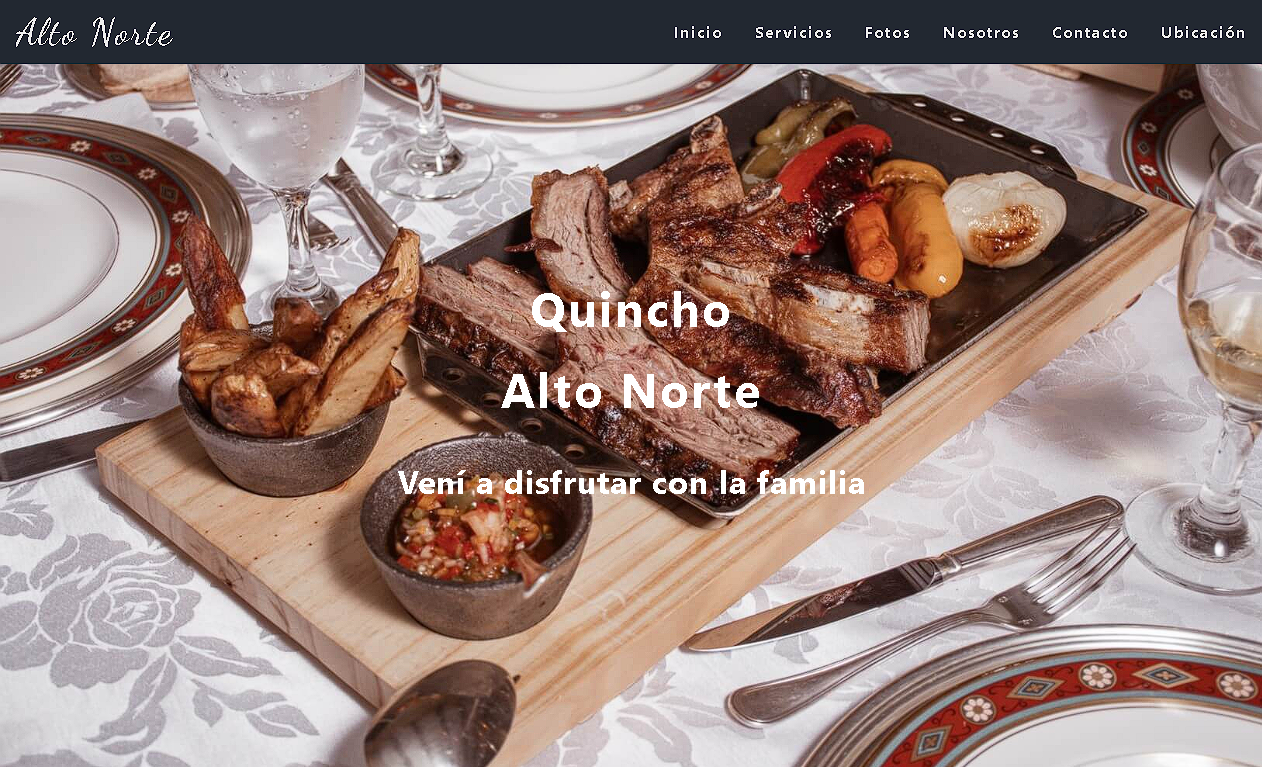 Alto Norte
Inicio Servicios Fotos Nosotros Contacto Ubicación
Quincho
Alto Norte
Vení a disfrutar con la familia